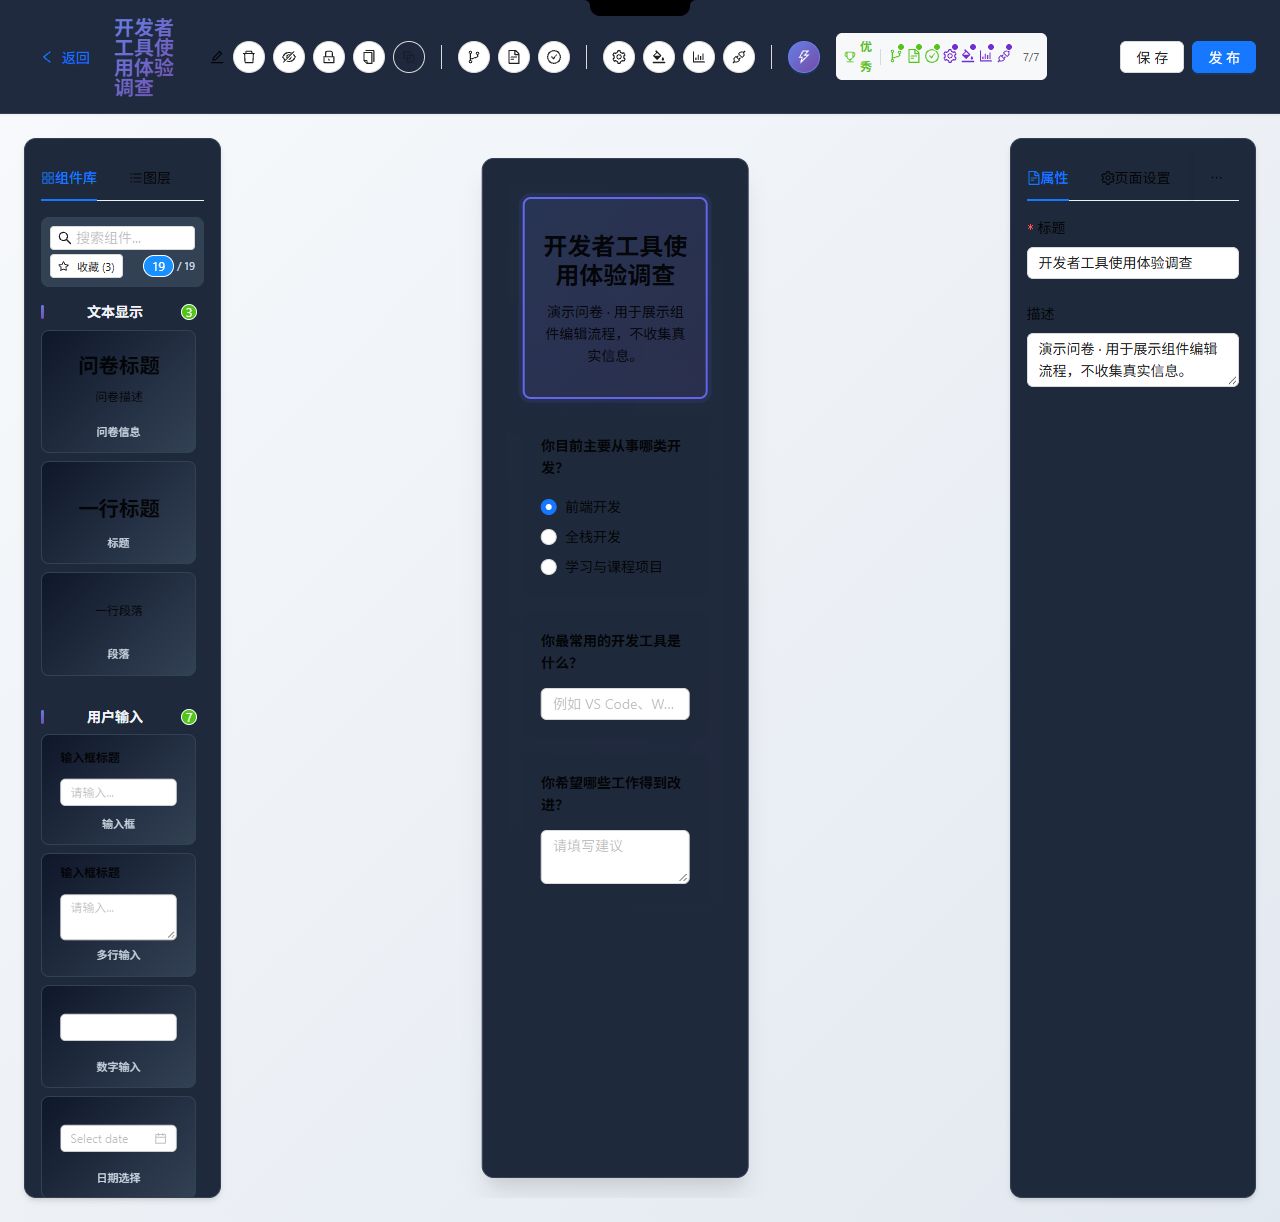 返回
开发者
工具使
用体验
调查
优
秀
7/7
保 存
发 布
组件库
图层
搜索组件...
收藏 (3)
19
/ 19
文本显示
3
问卷标题
问卷描述
问卷信息
一行标题
标题
一行段落
段落
用户输入
7
输入框标题
请输入...
输入框
输入框标题
请输入...
多行输入
数字输入
Select date
日期选择
开发者工具使
用体验调查
演示问卷 · 用于展示组
件编辑流程，不收集真
实信息。
你目前主要从事哪类开
发？
前端开发
全栈开发
学习与课程项目
你最常用的开发工具是
什么？
例如 VS Code、W...
你希望哪些工作得到改
进？
请填写建议
属性
页面设置
...
* 标题
开发者工具使用体验调查
描述
演示问卷 · 用于展示组件编辑
流程，不收集真实信息。